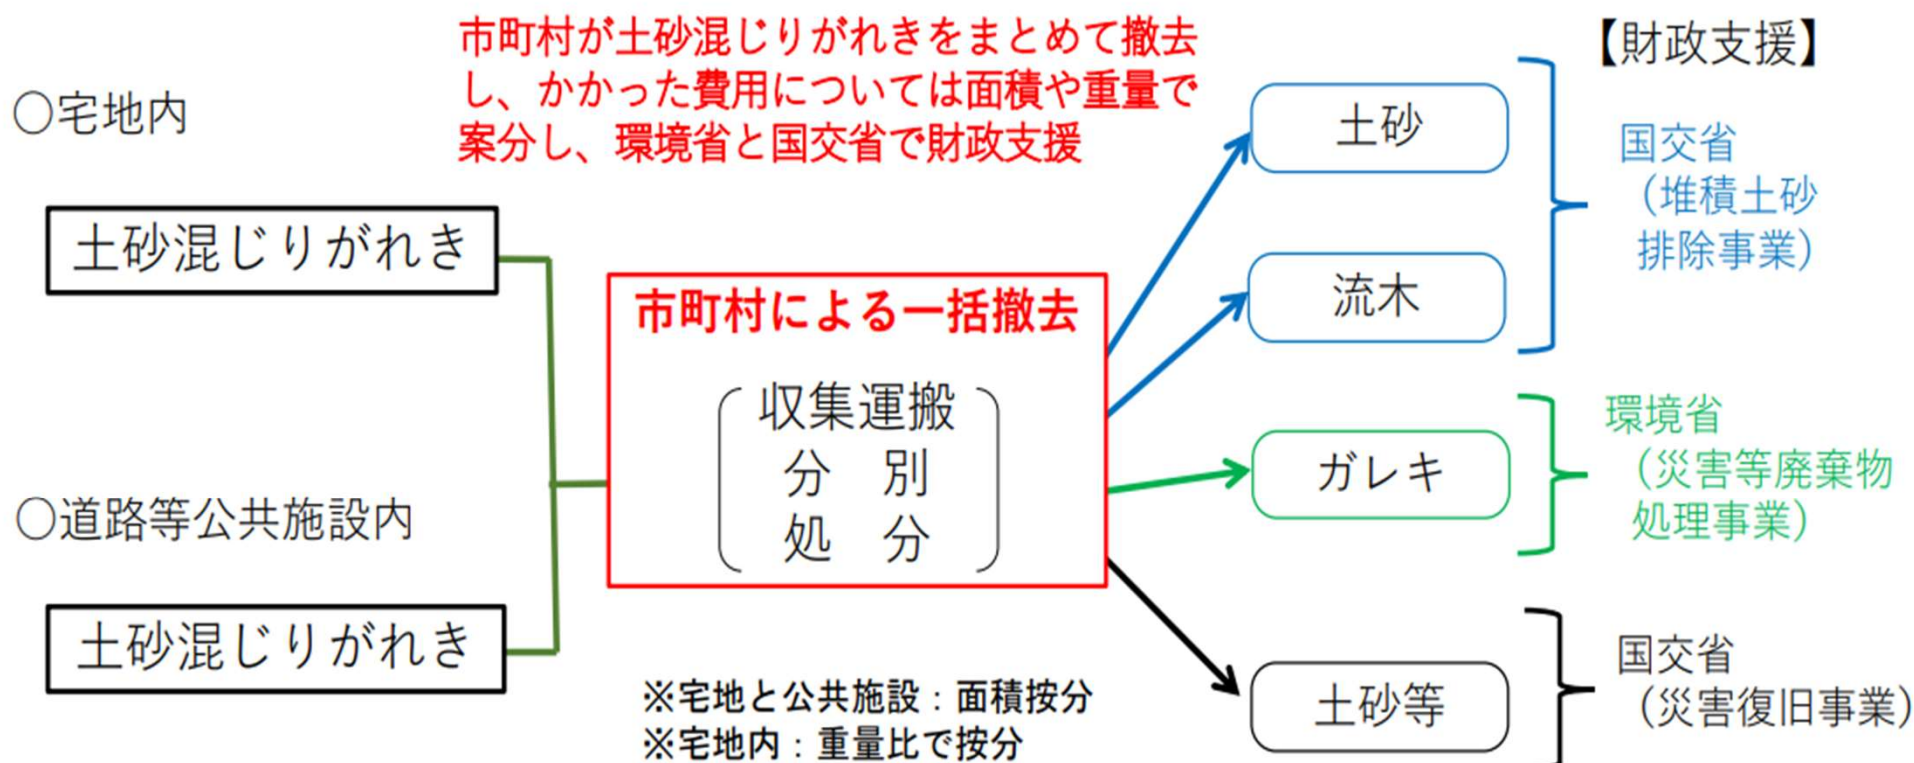 市町村が土砂混じりがれきをまとめて撤去
し、かかった費用については面積や重量で
案分し、環境省と国交省で財政支援
○宅地内
土砂混じりがれき
○道路等公共施設内
土砂混じりがれき
市町村による一括撤去
収集運搬
分　別
処　分
※宅地と公共施設：面積按分
※宅地内：重量比で按分
土砂
流木
ガレキ
土砂等
【財政支援】
国交省
（堆積土砂
排除事業）
環境省
（災害等廃棄物
処理事業）
国交省
（災害復旧事業）